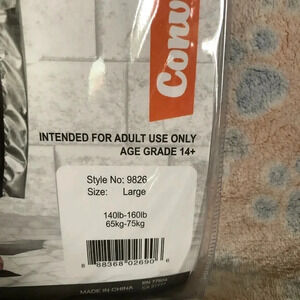 Conv
INTENDED FOR ADULT USE ONLY
AGE GRADE 14+
Style No: 9826
Size: Large
140lb-160lb
65kg-75kg
8 88368 02690 6
MADE IN CHINA